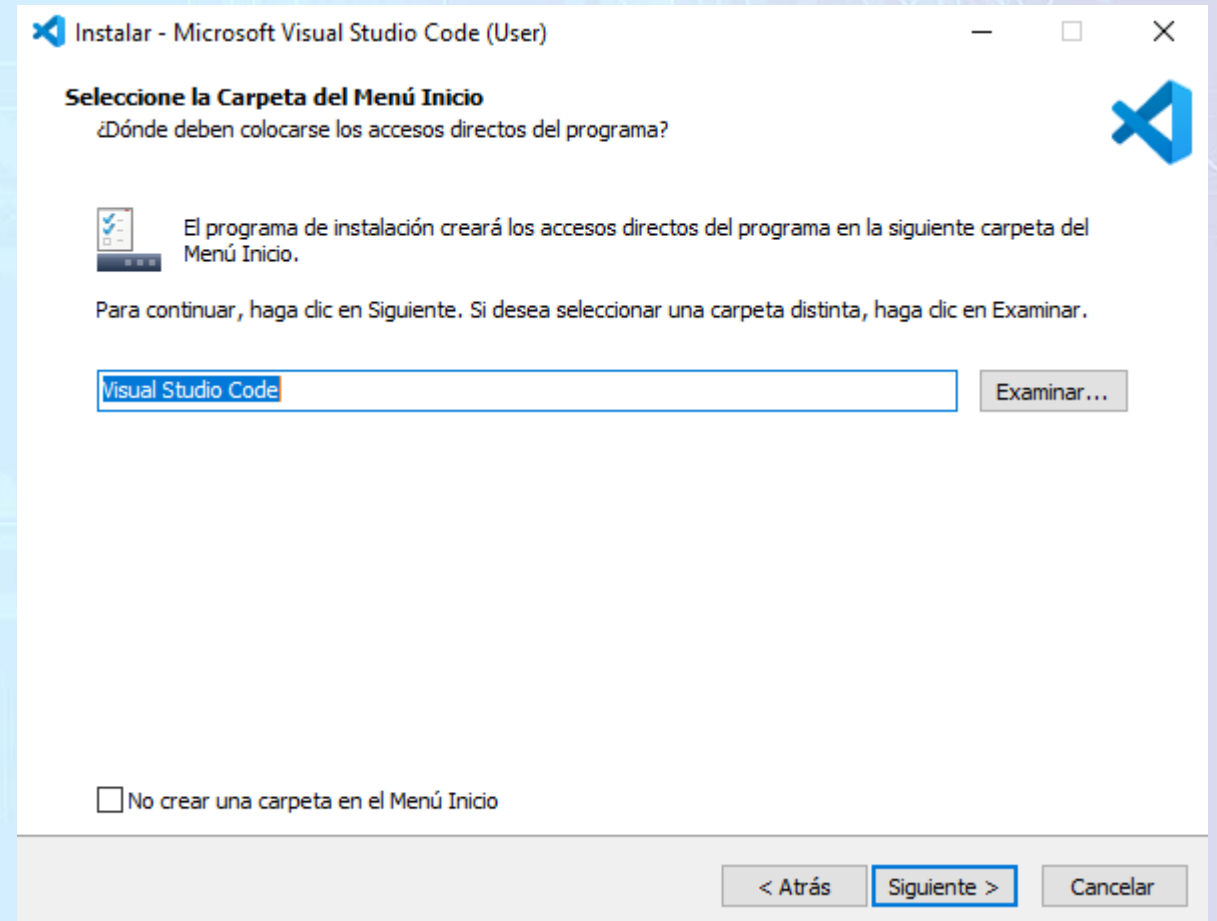 Instalar - Microsoft Visual Studio Code (User)
Seleccione la Carpeta del Menú Inicio
¿Dónde deben colocarse los accesos directos del programa?
El programa de instalación creará los accesos directos del programa en la siguiente carpeta del
Menú Inicio.
Para continuar, haga clic en Siguiente. Si desea seleccionar una carpeta distinta, haga clic en Examinar.
Visual Studio Code
Examinar...
No crear una carpeta en el Menú Inicio
< Atrás
Siguiente >
Cancelar